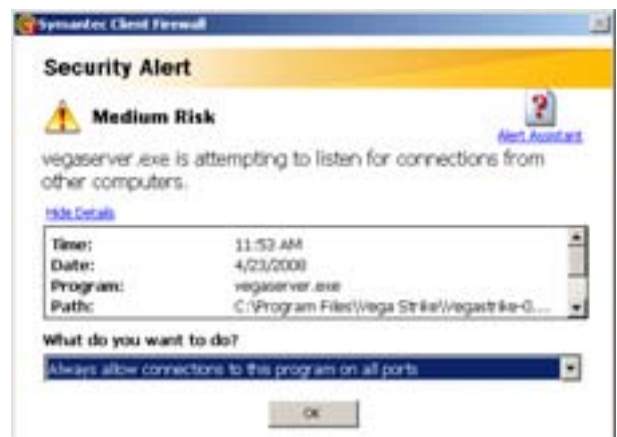 Symantec Client Firewall
Security Alert
Medium Risk
Alert Assistant
vegaserver.exe is attempting to listen for connections from
other computers.
Hide Details
Time: 11:53 AM
Date: 4/23/2008
Program: vegaserver.exe
Path: C:\Program Files\Vega Strike\Vegastrike-0....
What do you want to do?
Always allow connections to this program on all ports
OK